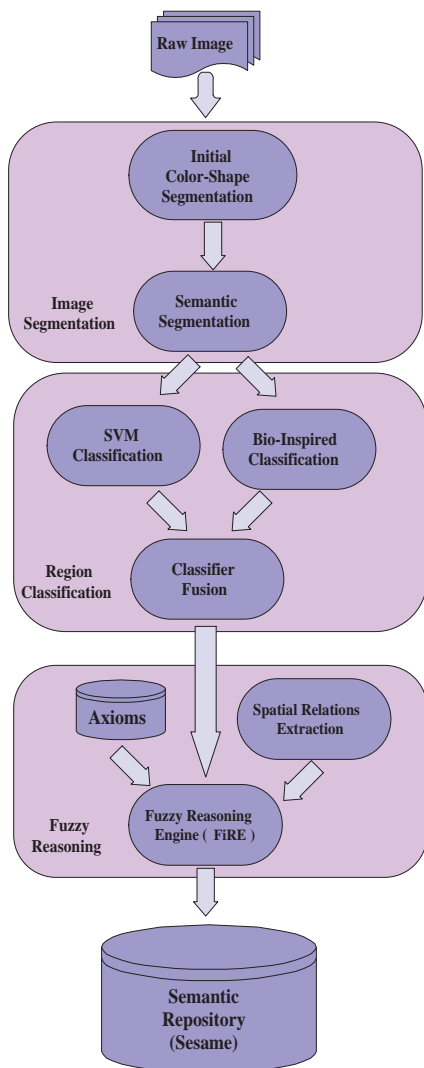 Raw Image
Initial
Color-Shape
Segmentation
Semantic
Segmentation
Image
Segmentation
SVM
Classification
Bio-Inspired
Classification
Classifier
Fusion
Region
Classification
Axioms
Spatial Relations
Extraction
Fuzzy Reasoning
Engine ( FiRE )
Fuzzy
Reasoning
Semantic
Repository
(Sesame)